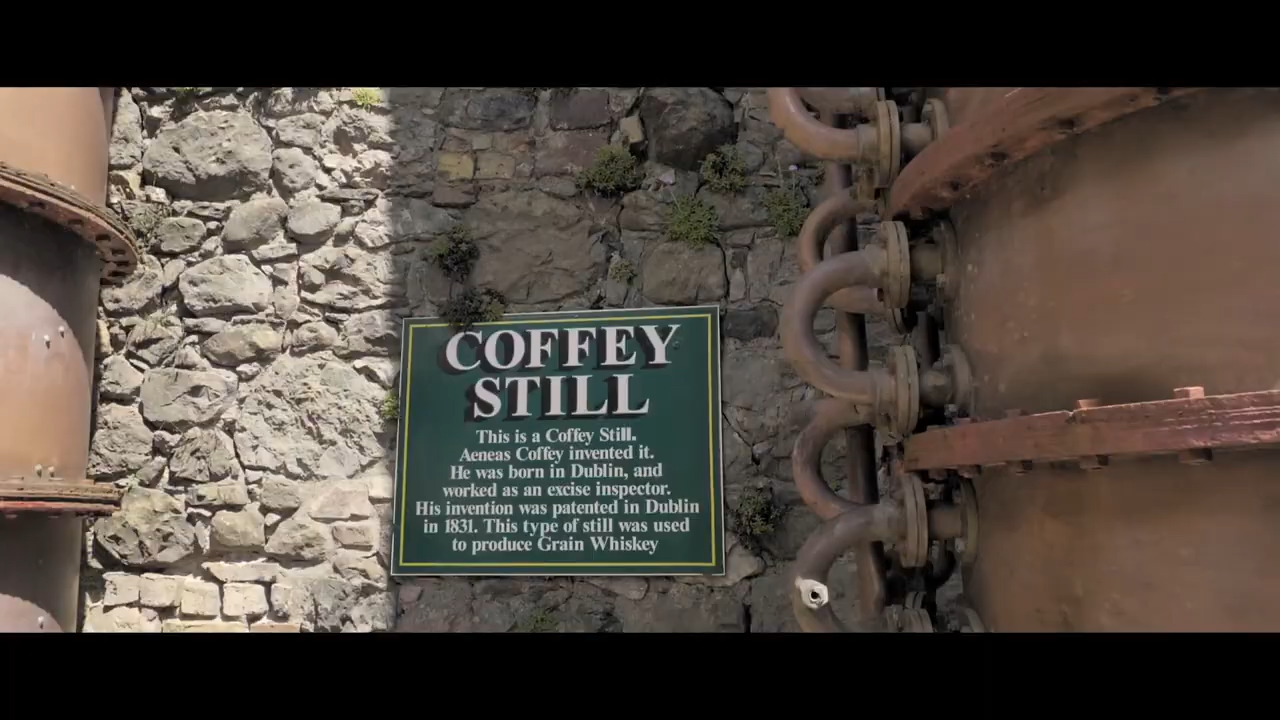 COFFEY
STILL
This is a Coffey Still.
Aeneas Coffey invented it.
He was born in Dublin, and
worked as an excise inspector.
His invention was patented in Dublin
in 1831. This type of still was used
to produce Grain Whiskey